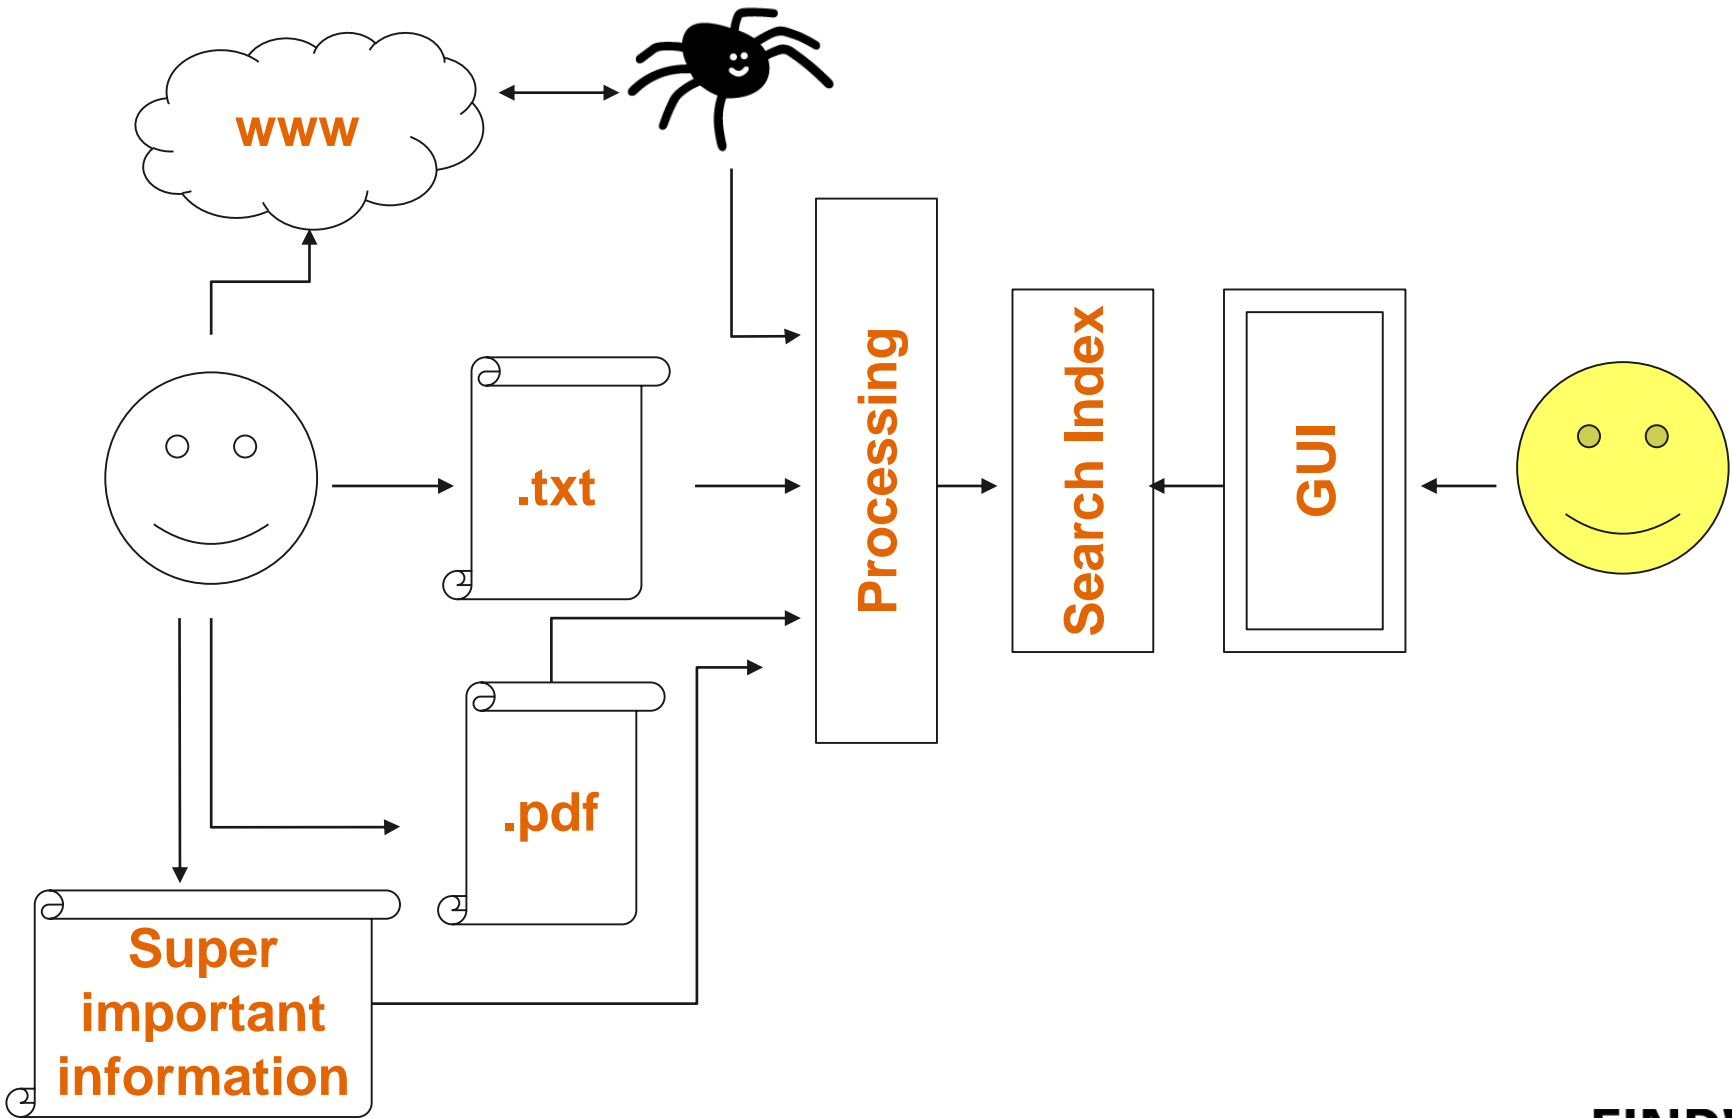 www
.txt
.pdf
Super
important
information
Processing
Search Index
GUI